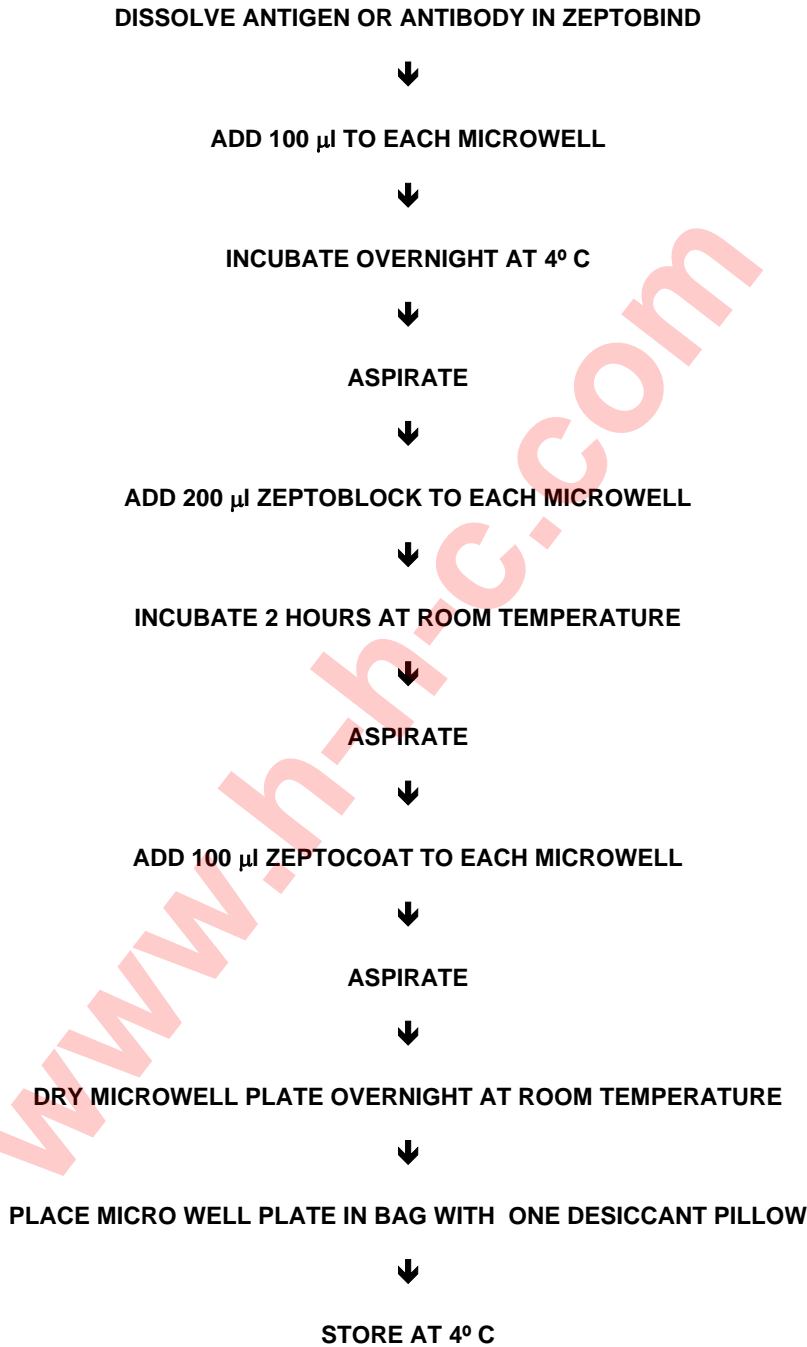 DISSOLVE ANTIGEN OR ANTIBODY IN ZEPTOBIND
ADD 100 µl TO EACH MICROWELL
INCUBATE OVERNIGHT AT 4º C
ASPIRATE
ADD 200 µl ZEPTOBLOCK TO EACH MICROWELL
INCUBATE 2 HOURS AT ROOM TEMPERATURE
ASPIRATE
ADD 100 µl ZEPTOCOAT TO EACH MICROWELL
ASPIRATE
DRY MICROWELL PLATE OVERNIGHT AT ROOM TEMPERATURE
PLACE MICRO WELL PLATE IN BAG WITH  ONE DESICCANT PILLOW
STORE AT 4º C
www.h-h-c.com